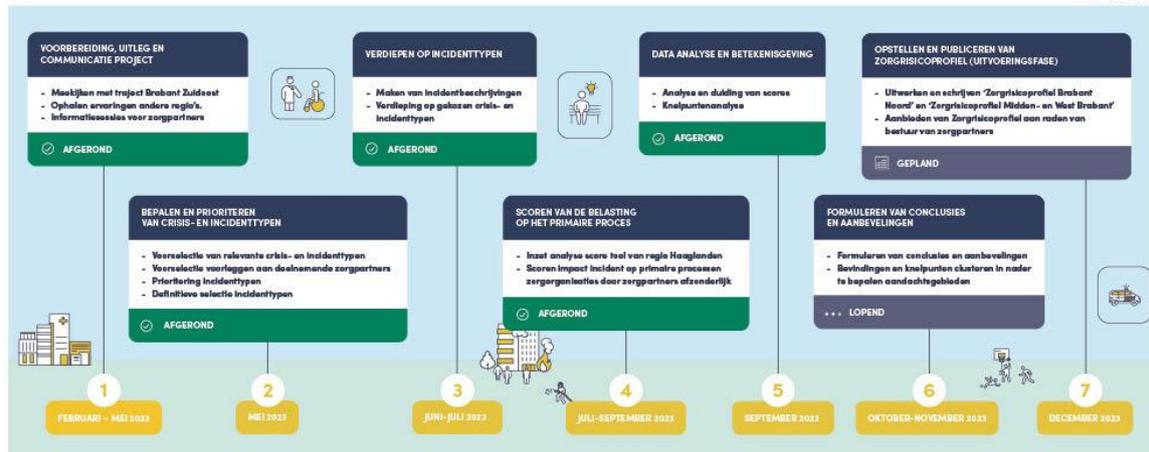 VOORBEREIDING, UITLEG EN
COMMUNICATIE PROJECT
- Meekijken met traject Brabant Zuidoost
- Ophalen ervaringen andere regio's.
- Informatiesessies voor zorgpartners
AFGEROND
1
FEBRUARI – MEI 2023
BEPALEN EN PRIORITEREN
VAN CRISIS- EN INCIDENTTYPEN
- Voorselectie van relevante crisis- en incidenttypen
- Voorselectie voorleggen aan deelnemende zorgpartners
- Prioritering incidenttypen
- Definitieve selectie incidenttypen
AFGEROND
2
MEI 2023
VERDIEPEN OP INCIDENTTYPEN
- Maken van incidentbeschrijvingen
- Verdieping op gekozen crisis- en
incidenttypen
AFGEROND
3
JUNI-JULI 2023
SCOREN VAN DE BELASTING
OP HET PRIMAIRE PROCES
- Inzet analyse score tool van regio Haaglanden
- Scoren impact incident op primaire processen
zorgorganisaties door zorgpartners afzonderlijk
AFGEROND
4
JULI-SEPTEMBER 2023
DATA ANALYSE EN BETEKENISGEVING
- Analyse en duiding van scores
- Knelpuntenanalyse
AFGEROND
5
SEPTEMBER 2023
FORMULEREN VAN CONCLUSIES
EN AANBEVELINGEN
- Formuleren van conclusies en aanbevelingen
- Bevindingen en knelpunten clusteren in nader
te bepalen aandachtsgebieden
... LOPEND
6
OKTOBER-NOVEMBER 2023
OPSTELLEN EN PUBLICEREN VAN
ZORGRISICOPROFIEL (UITVOERINGSFASE)
- Uitwerken en schrijven 'Zorgrisicoprofiel Brabant
Noord' en 'Zorgrisicoprofiel Midden- en West Brabant'
- Aanbieden van Zorgrisicoprofiel aan raden van
bestuur van zorgpartners
GEPLAND
7
DECEMBER 2023